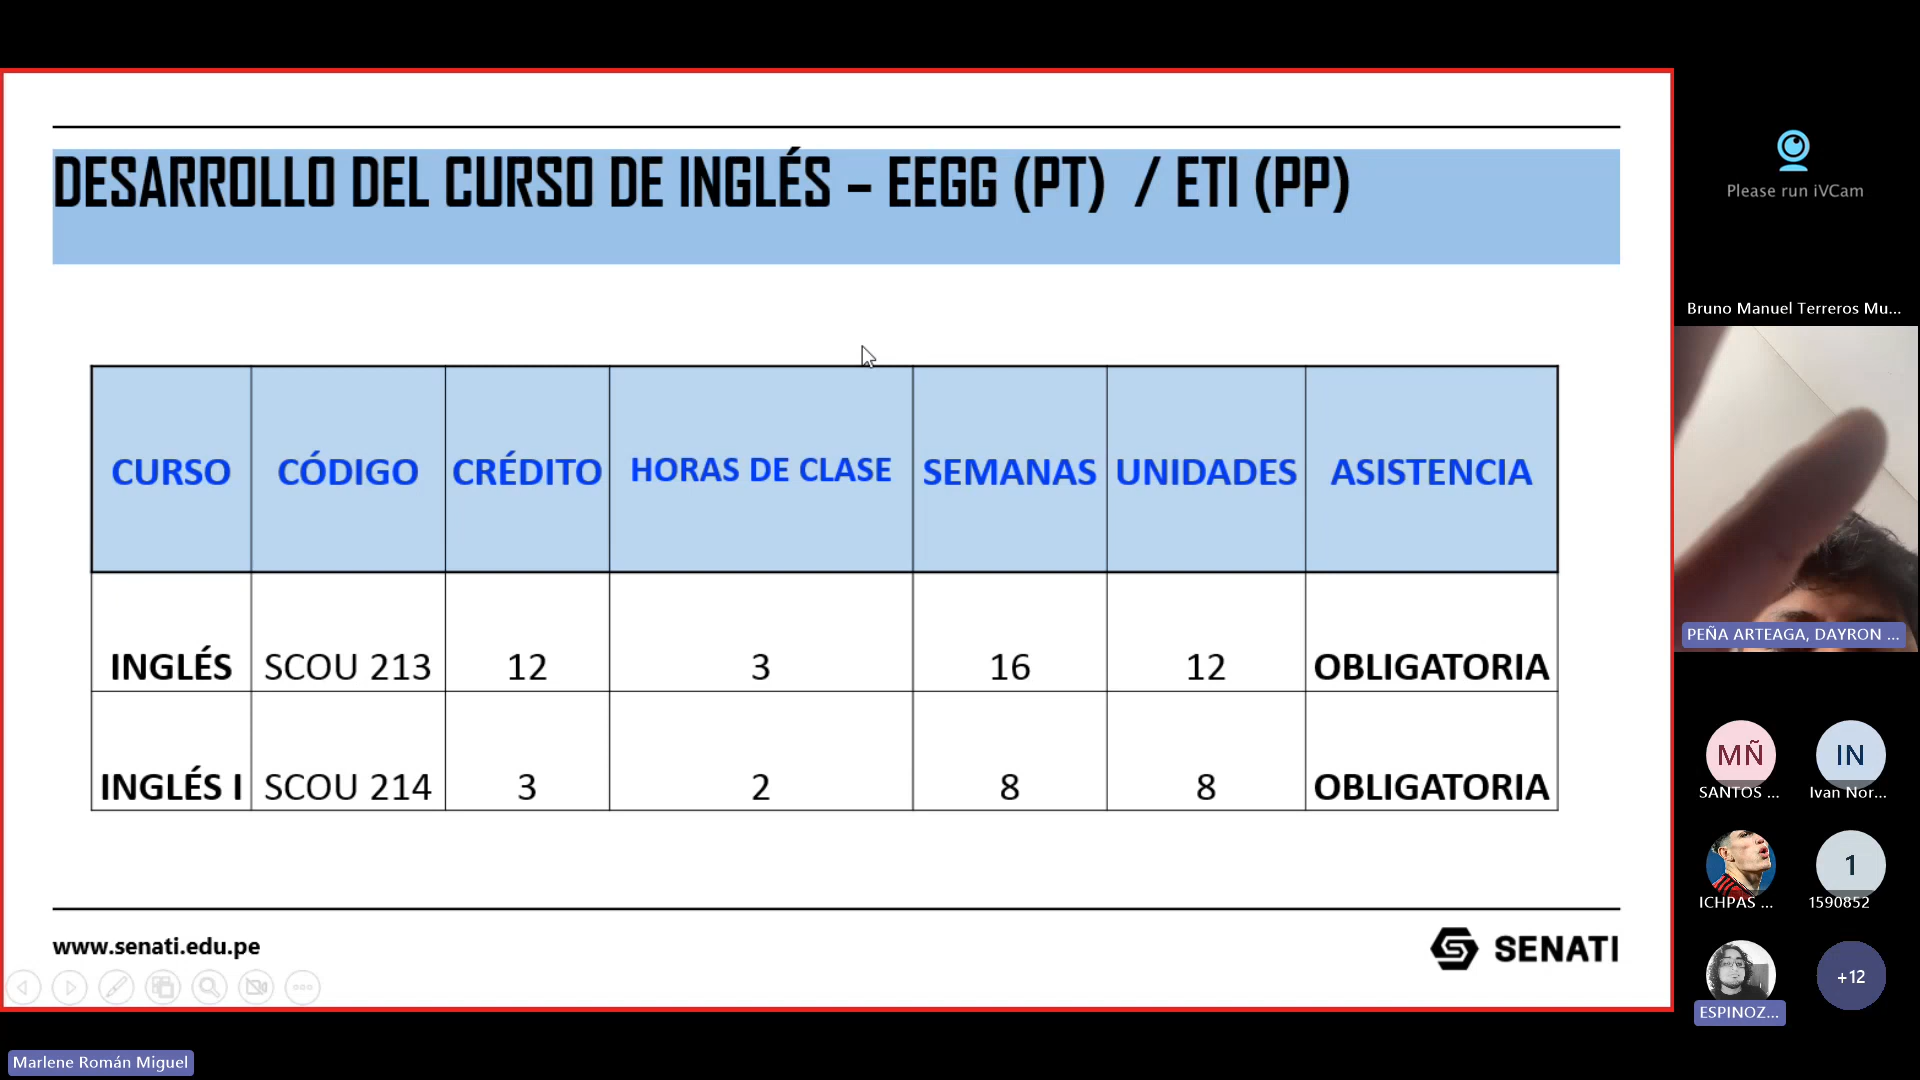 DESARROLLO DEL CURSO DE INGLÉS – EEGG (PT) / ETI (PP)
CURSO CÓDIGO CRÉDITO HORAS DE CLASE SEMANAS UNIDADES ASISTENCIA
INGLÉS SCOU 213 12 3 16 12 OBLIGATORIA
INGLÉS I SCOU 214 3 2 8 8 OBLIGATORIA
www.senati.edu.pe
SENATI
Marlene Román Miguel
Please run iVCam
Bruno Manuel Terreros Mu...
PEÑA ARTEAGA, DAYRON ...
MÑ IN
SANTOS ... Ivan Nor...
1
ICHPAS ... 1590852
+12
ESPINOZ...